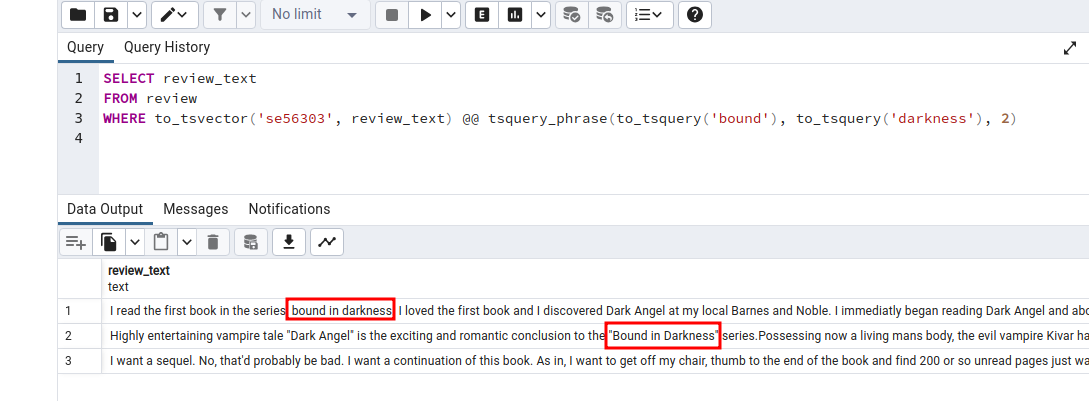 No limit
E
Query Query History
1 SELECT review_text
2 FROM review
3 WHERE to_tsvector('se56303', review_text) @@ tsquery_phrase(to_tsquery('bound'), to_tsquery('darkness'), 2)
4
Data Output Messages Notifications
review_text
text
1 I read the first book in the series bound in darkness I loved the first book and I discovered Dark Angel at my local Barnes and Noble. I immediatly began reading Dark Angel and
2 Highly entertaining vampire tale "Dark Angel" is the exciting and romantic conclusion to the "Bound in Darkness" series.Possessing now a living mans body, the evil vampire Kivar
3 I want a sequel. No, that'd probably be bad. I want a continuation of this book. As in, I want to get off my chair, thumb to the end of the book and find 200 or so unread pages just